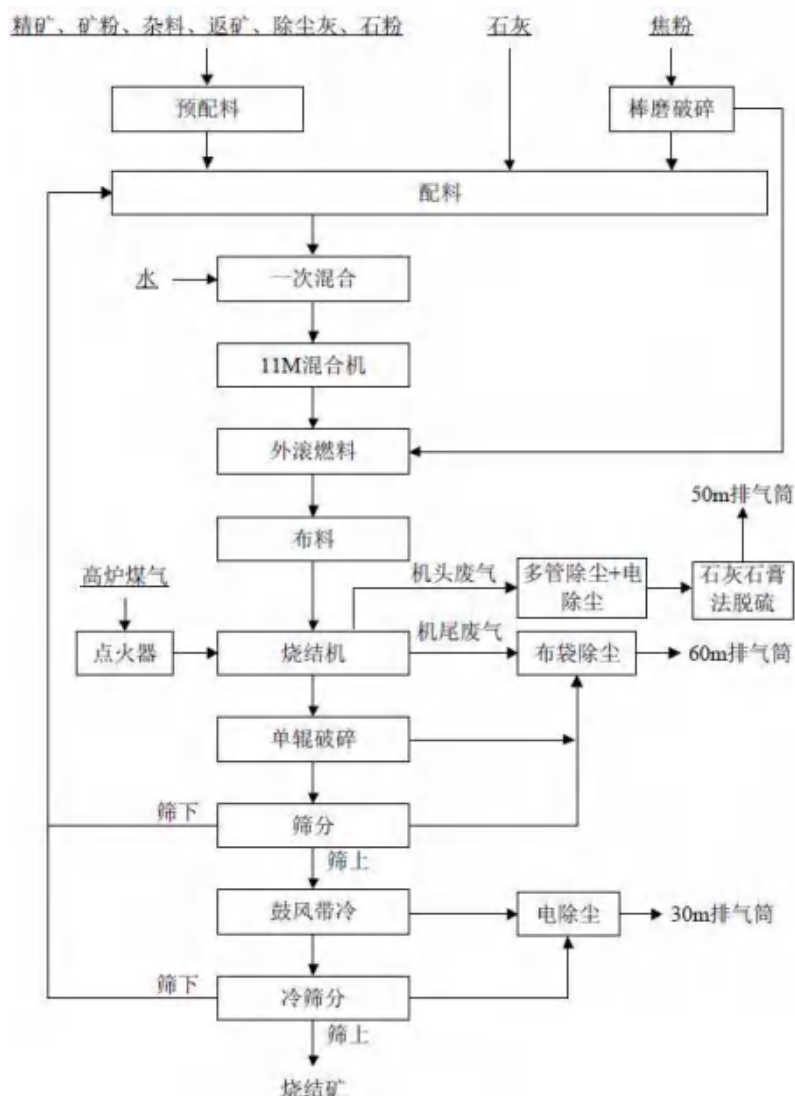 精矿、矿粉、杂料、返矿、除尘灰、石粉
石灰
焦粉
预配料
棒磨破碎
配料
水
一次混合
11M混合机
外滚燃料
50m排气筒
布料
高炉煤气
机头废气
多管除尘+电
除尘
石灰石膏
法脱硫
点火器
烧结机
机尾废气
布袋除尘
60m排气筒
单辊破碎
筛下
筛分
筛上
鼓风带冷
电除尘
30m排气筒
筛下
冷筛分
筛上
烧结矿